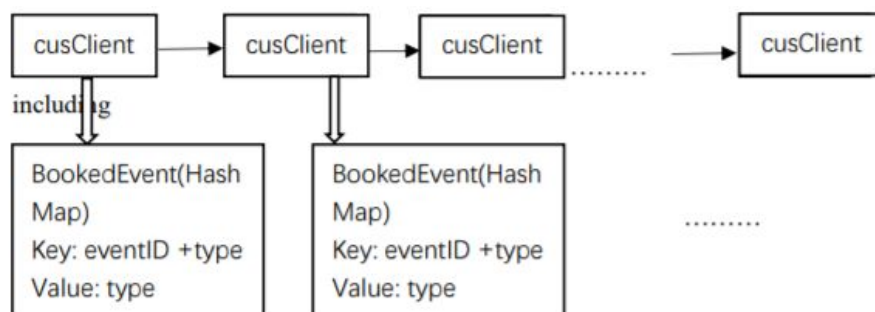 cusClient cusClient cusClient cusClient
.........
including
BookedEvent(Hash
Map)
Key: eventID +type
Value: type
BookedEvent(Hash
Map)
Key: eventID +type
Value: type
.........